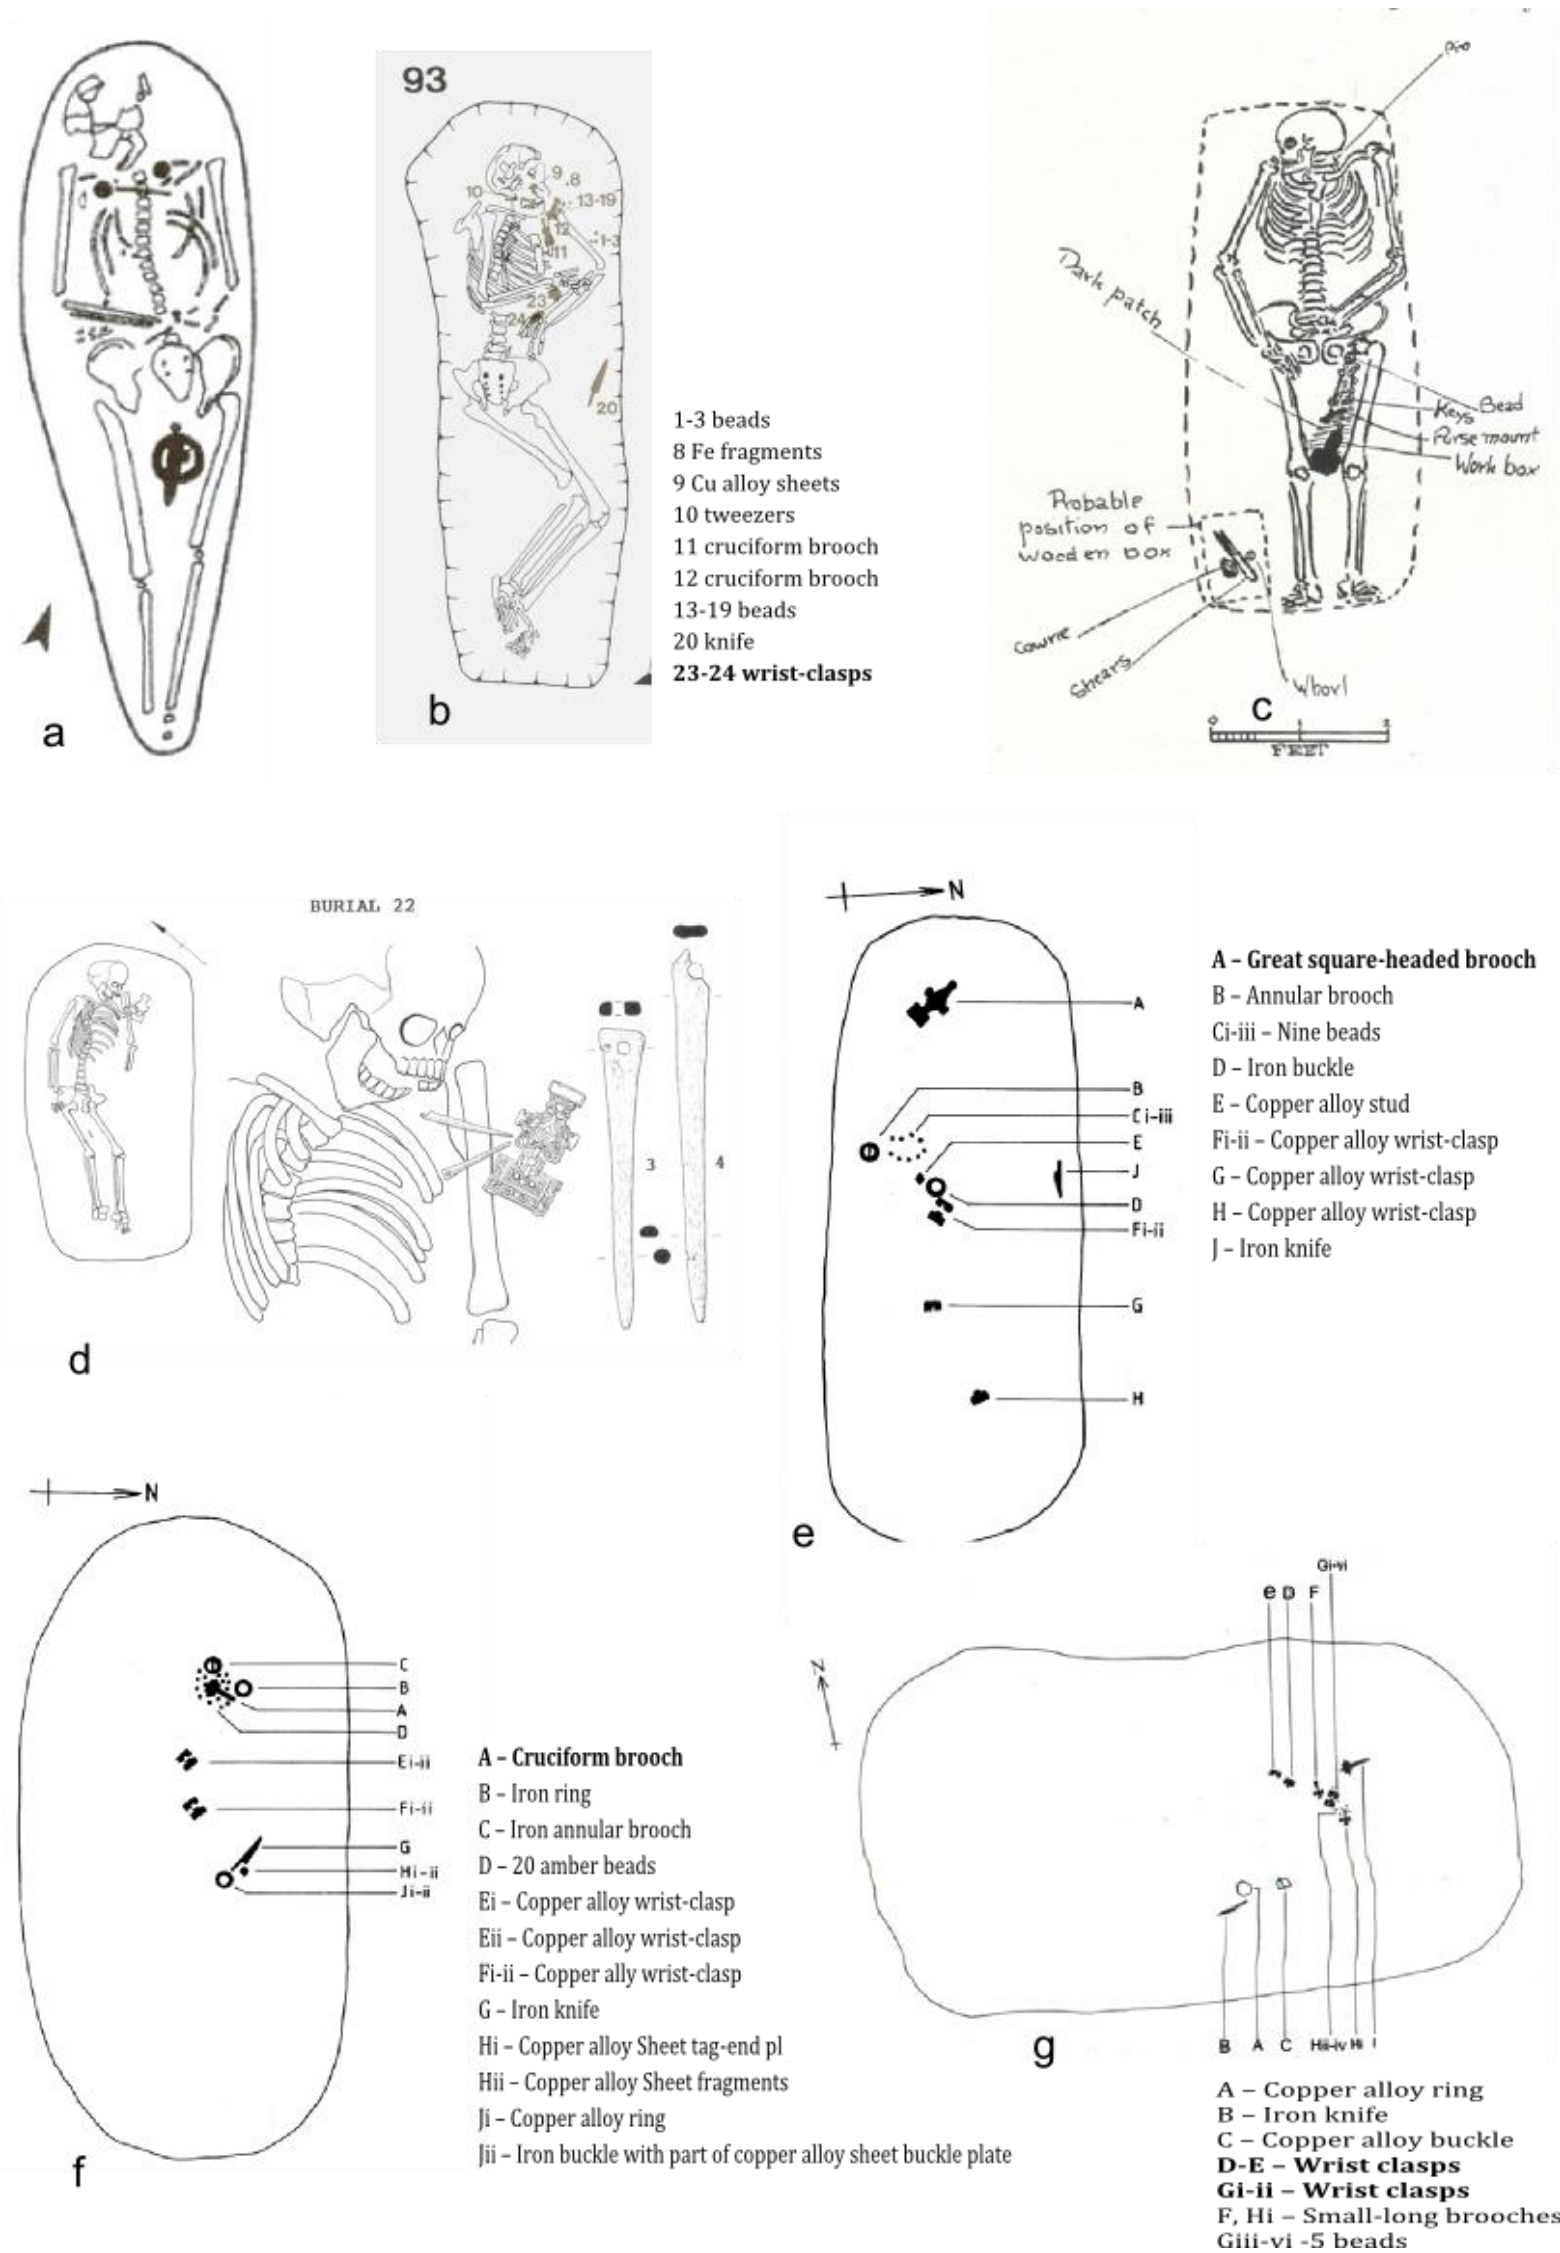 93
9
.8
10
13-19
12
1-3
11
23
24
20
1-3 beads
8 Fe fragments
9 Cu alloy sheets
10 tweezers
11 cruciform brooch
12 cruciform brooch
13-19 beads
20 knife
23-24 wrist-clasps
a
b
Pin
Dark patch
Keys
Bead
Purse mount
Work box
Probable
position of
wooden box
Cowrie
Shears
Whorl
c
0 1 2
FEET
BURIAL 22
3
4
d
N
A
B
Ci-iii
E
J
D
Fi-ii
G
H
e
A – Great square-headed brooch
B – Annular brooch
Ci-iii – Nine beads
D – Iron buckle
E – Copper alloy stud
Fi-ii – Copper alloy wrist-clasp
G – Copper alloy wrist-clasp
H – Copper alloy wrist-clasp
J – Iron knife
N
C
B
A
D
Ei-ii
Fi-ii
G
Hi-ii
Ji-ii
f
A – Cruciform brooch
B – Iron ring
C – Iron annular brooch
D – 20 amber beads
Ei – Copper alloy wrist-clasp
Eii – Copper alloy wrist-clasp
Fi-ii – Copper ally wrist-clasp
G – Iron knife
Hi – Copper alloy Sheet tag-end pl
Hii – Copper alloy Sheet fragments
Ji – Copper alloy ring
Jii – Iron buckle with part of copper alloy sheet buckle plate
Gi-vi
e D F
N
B A C Hii-iv Hi I
g
A – Copper alloy ring
B – Iron knife
C – Copper alloy buckle
D-E – Wrist clasps
Gi-ii – Wrist clasps
F, Hi – Small-long brooches
Giii-vi -5 beads